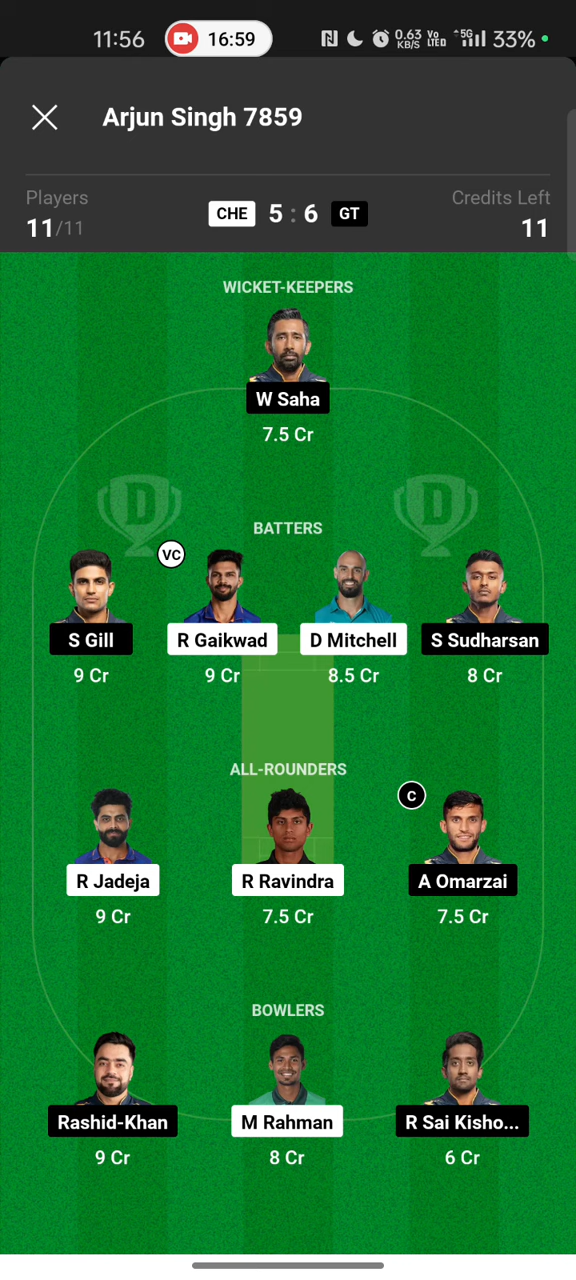 11:56 16:59 0.63 KB/S Vo LTED 5G 33%
Arjun Singh 7859
Players Credits Left
11/11 CHE 5 : 6 GT 11
WICKET-KEEPERS
W Saha
7.5 Cr
D D
BATTERS
VC
S Gill R Gaikwad D Mitchell S Sudharsan
9 Cr 9 Cr 8.5 Cr 8 Cr
ALL-ROUNDERS
C
R Jadeja R Ravindra A Omarzai
9 Cr 7.5 Cr 7.5 Cr
BOWLERS
Rashid-Khan M Rahman R Sai Kisho...
9 Cr 8 Cr 6 Cr